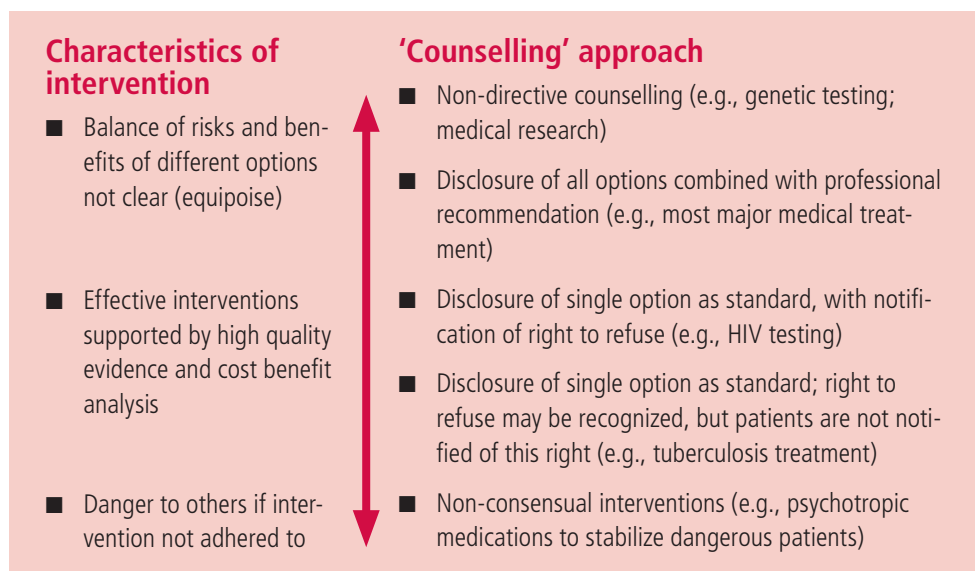 Characteristics of
intervention
■ Balance of risks and ben-
efits of different options
not clear (equipoise)
■ Effective interventions
supported by high quality
evidence and cost benefit
analysis
■ Danger to others if inter-
vention not adhered to
‘Counselling’ approach
■ Non-directive counselling (e.g., genetic testing;
medical research)
■ Disclosure of all options combined with professional
recommendation (e.g., most major medical treat-
ment)
■ Disclosure of single option as standard, with notifi-
cation of right to refuse (e.g., HIV testing)
■ Disclosure of single option as standard; right to
refuse may be recognized, but patients are not noti-
fied of this right (e.g., tuberculosis treatment)
■ Non-consensual interventions (e.g., psychotropic
medications to stabilize dangerous patients)